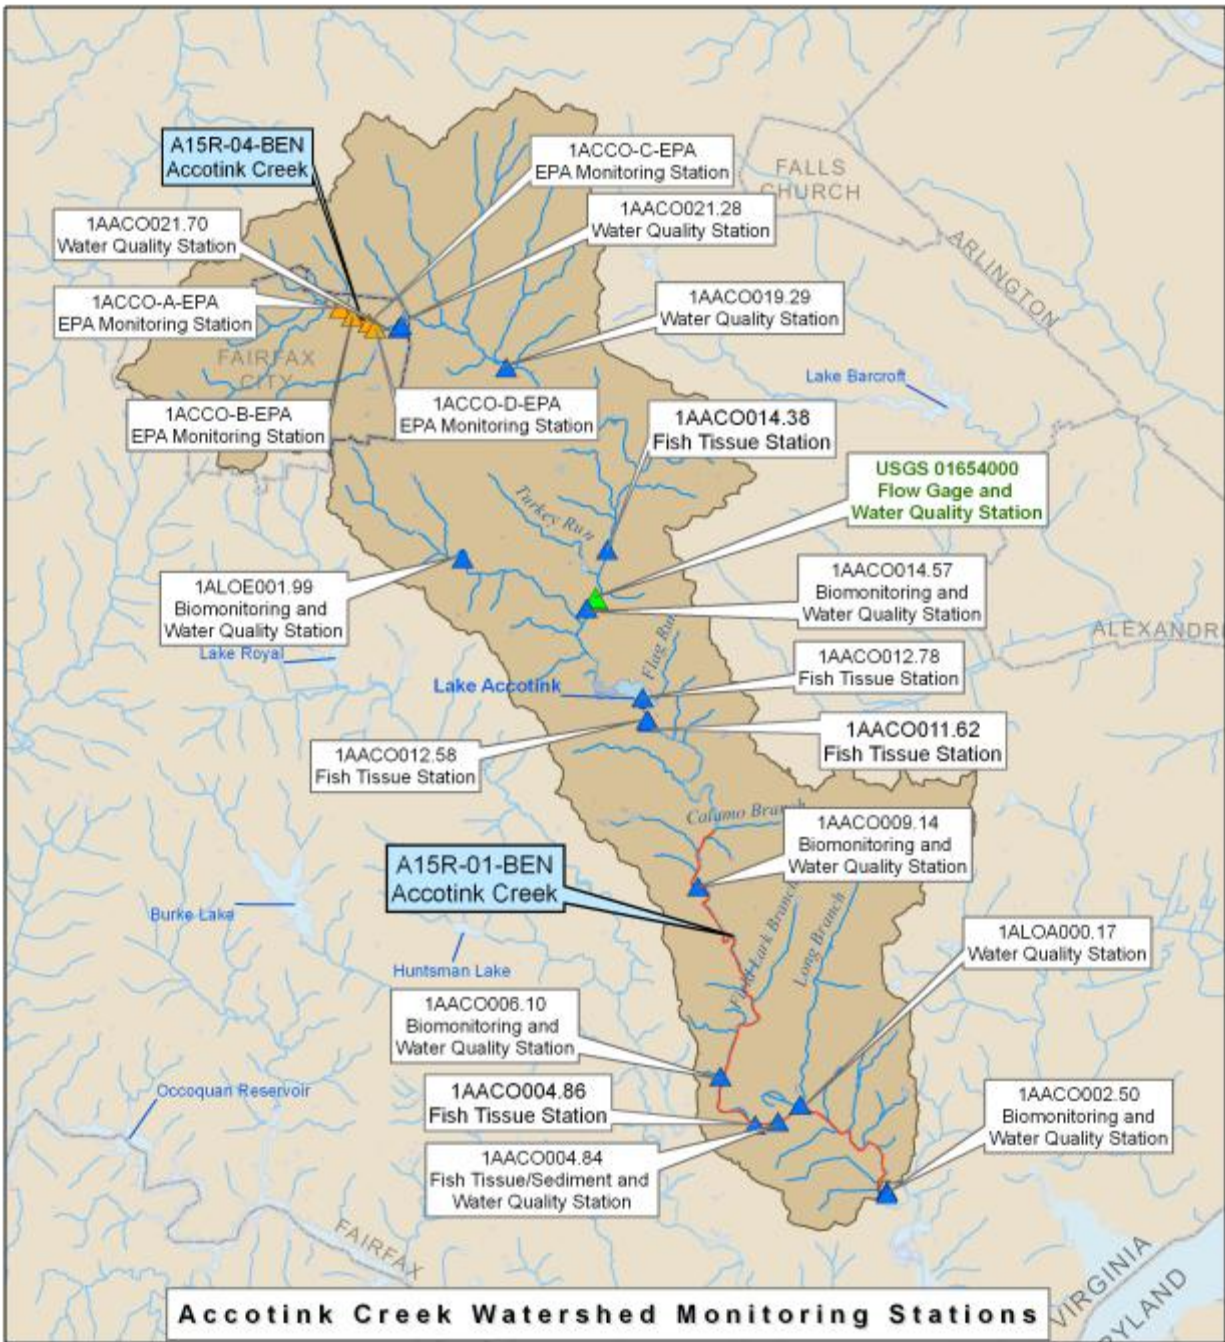 A15R-04-BEN
Accotink Creek
1ACCO-C-EPA
EPA Monitoring Station
FALLS
CHURCH
1AACO021.70
Water Quality Station
1AACO021.28
Water Quality Station
ARLINGTON
1ACCO-A-EPA
EPA Monitoring Station
1AACO019.29
Water Quality Station
FAIRFAX
CITY
Lake Barcroft
1ACCO-B-EPA
EPA Monitoring Station
1ACCO-D-EPA
EPA Monitoring Station
1AACO014.38
Fish Tissue Station
USGS 01654000
Flow Gage and
Water Quality Station
Turkey Run
1ALOE001.99
Biomonitoring and
Water Quality Station
1AACO014.57
Biomonitoring and
Water Quality Station
ALEXANDRI
Lake Royal
Flag Run
Lake Accotink
1AACO012.78
Fish Tissue Station
1AACO012.58
Fish Tissue Station
1AACO011.62
Fish Tissue Station
Calamo Branch
1AACO009.14
Biomonitoring and
Water Quality Station
A15R-01-BEN
Accotink Creek
Burke Lake
Huntsman Lake
Lark Branch
Long Branch
1ALOA000.17
Water Quality Station
1AACO006.10
Biomonitoring and
Water Quality Station
Occoquan Reservoir
1AACO004.86
Fish Tissue Station
1AACO002.50
Biomonitoring and
Water Quality Station
1AACO004.84
Fish Tissue/Sediment and
Water Quality Station
FAIRFAX
VIRGINIA
RYLAND
Accotink Creek Watershed Monitoring Stations